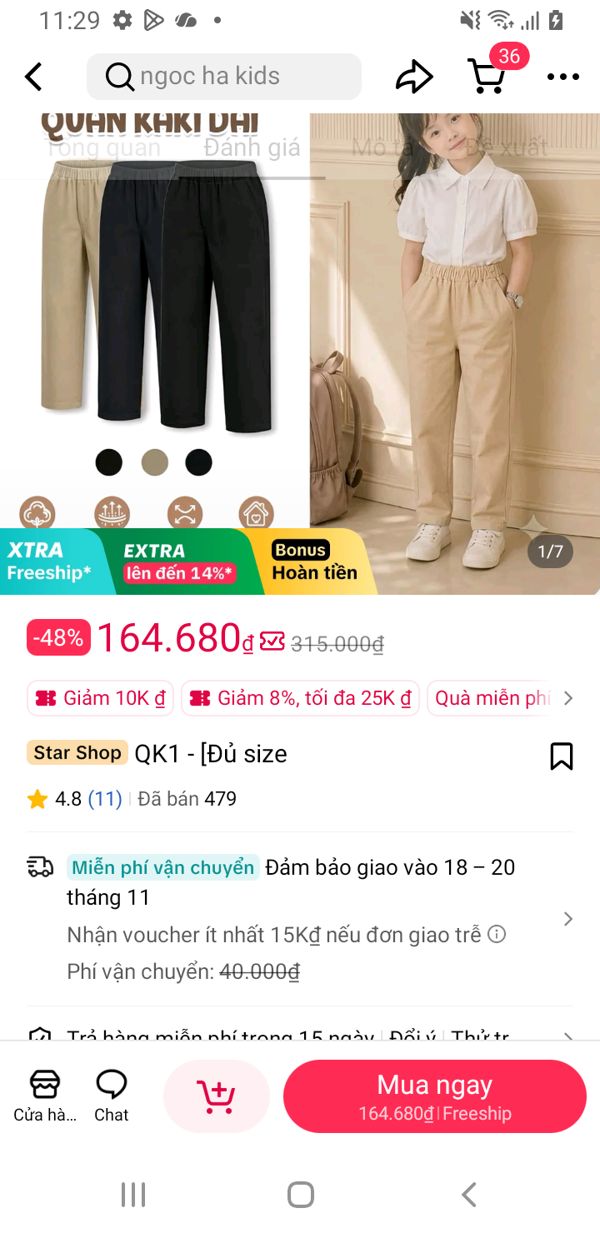 11:29
36
ngoc ha kids
QUẦN KAKI DÀI
Tổng quan Đánh giá Mô tả Đề xuất
XTRA
Freeship*
EXTRA
lên đến 14%*
Bonus
Hoàn tiền
1/7
-48% 164.680₫ 315.000₫
Giảm 10K ₫ Giảm 8%, tối đa 25K ₫ Quà miễn phí
Star Shop QK1 - [Đủ size
4.8 (11) Đã bán 479
Miễn phí vận chuyển Đảm bảo giao vào 18 – 20
tháng 11
Nhận voucher ít nhất 15K₫ nếu đơn giao trễ
Phí vận chuyển: 40.000₫
Trả hàng miễn phí trong 15 ngày Đổi ý Thử tr
Cửa hà... Chat
Mua ngay
164.680₫ Freeship